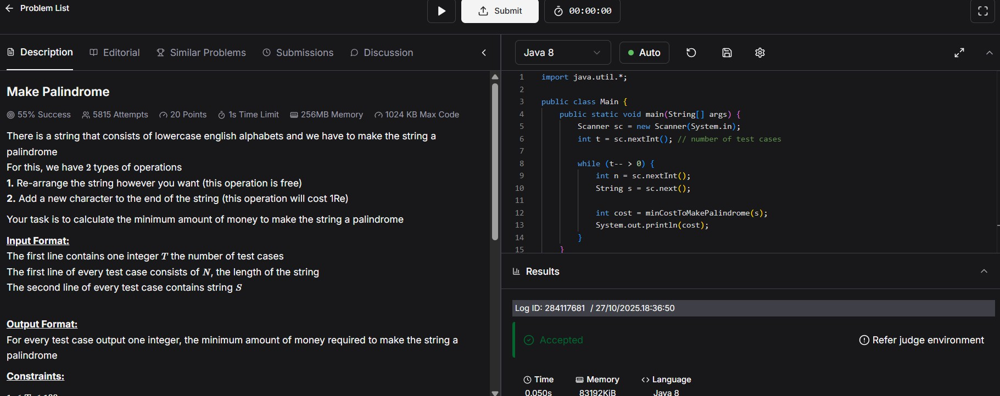 Problem List
Submit
00:00:00
Description
Editorial
Similar Problems
Submissions
Discussion
Make Palindrome
55% Success
5815 Attempts
20 Points
1s Time Limit
256MB Memory
1024 KB Max Code
There is a string that consists of lowercase english alphabets and we have to make the string a
palindrome
For this, we have 2 types of operations
1. Re-arrange the string however you want (this operation is free)
2. Add a new character to the end of the string (this operation will cost 1Re)
Your task is to calculate the minimum amount of money to make the string a palindrome
Input Format:
The first line contains one integer T the number of test cases
The first line of every test case consists of N, the length of the string
The second line of every test case contains string S
Output Format:
For every test case output one integer, the minimum amount of money required to make the string a
palindrome
Constraints:
Java 8
Auto
1 import java.util.*;
2
3 public class Main {
4 public static void main(String[] args) {
5 Scanner sc = new Scanner(System.in);
6 int t = sc.nextInt(); // number of test cases
7
8 while (t-- > 0) {
9 int n = sc.nextInt();
10 String s = sc.next();
11
12 int cost = minCostToMakePalindrome(s);
13 System.out.println(cost);
14 }
15 }
Results
Log ID: 284117681 / 27/10/2025.18:36:50
Accepted
Refer judge environment
Time
Memory
Language
0.050s
83192KiB
Java 8